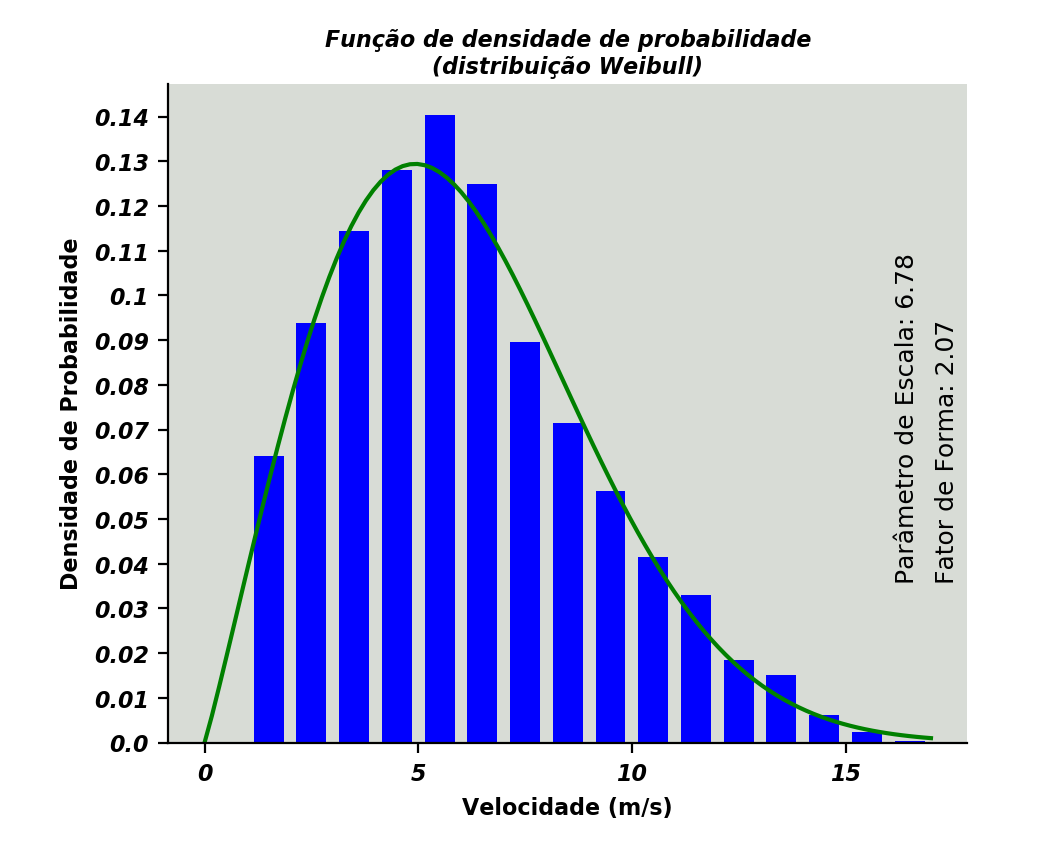 Função de densidade de probabilidade
(distribuição Weibull)
Densidade de Probabilidade
0.14
0.13
0.12
0.11
0.1
0.09
0.08
0.07
0.06
0.05
0.04
0.03
0.02
0.01
0.0
Parâmetro de Escala: 6.78
Fator de Forma: 2.07
0 5 10 15
Velocidade (m/s)